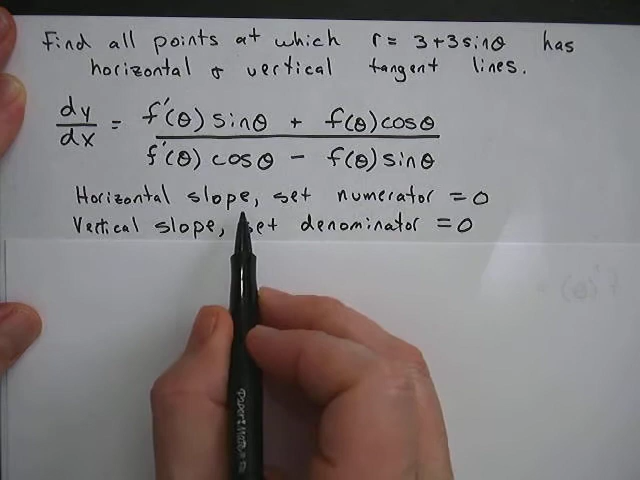 Find all points at which r = 3+3sinθ has
horizontal & vertical tangent lines.
dy/dx = f'(θ) sinθ + f(θ) cosθ
f'(θ) cosθ − f(θ) sinθ
Horizontal slope, set numerator = 0
Vertical slope, set denominator = 0